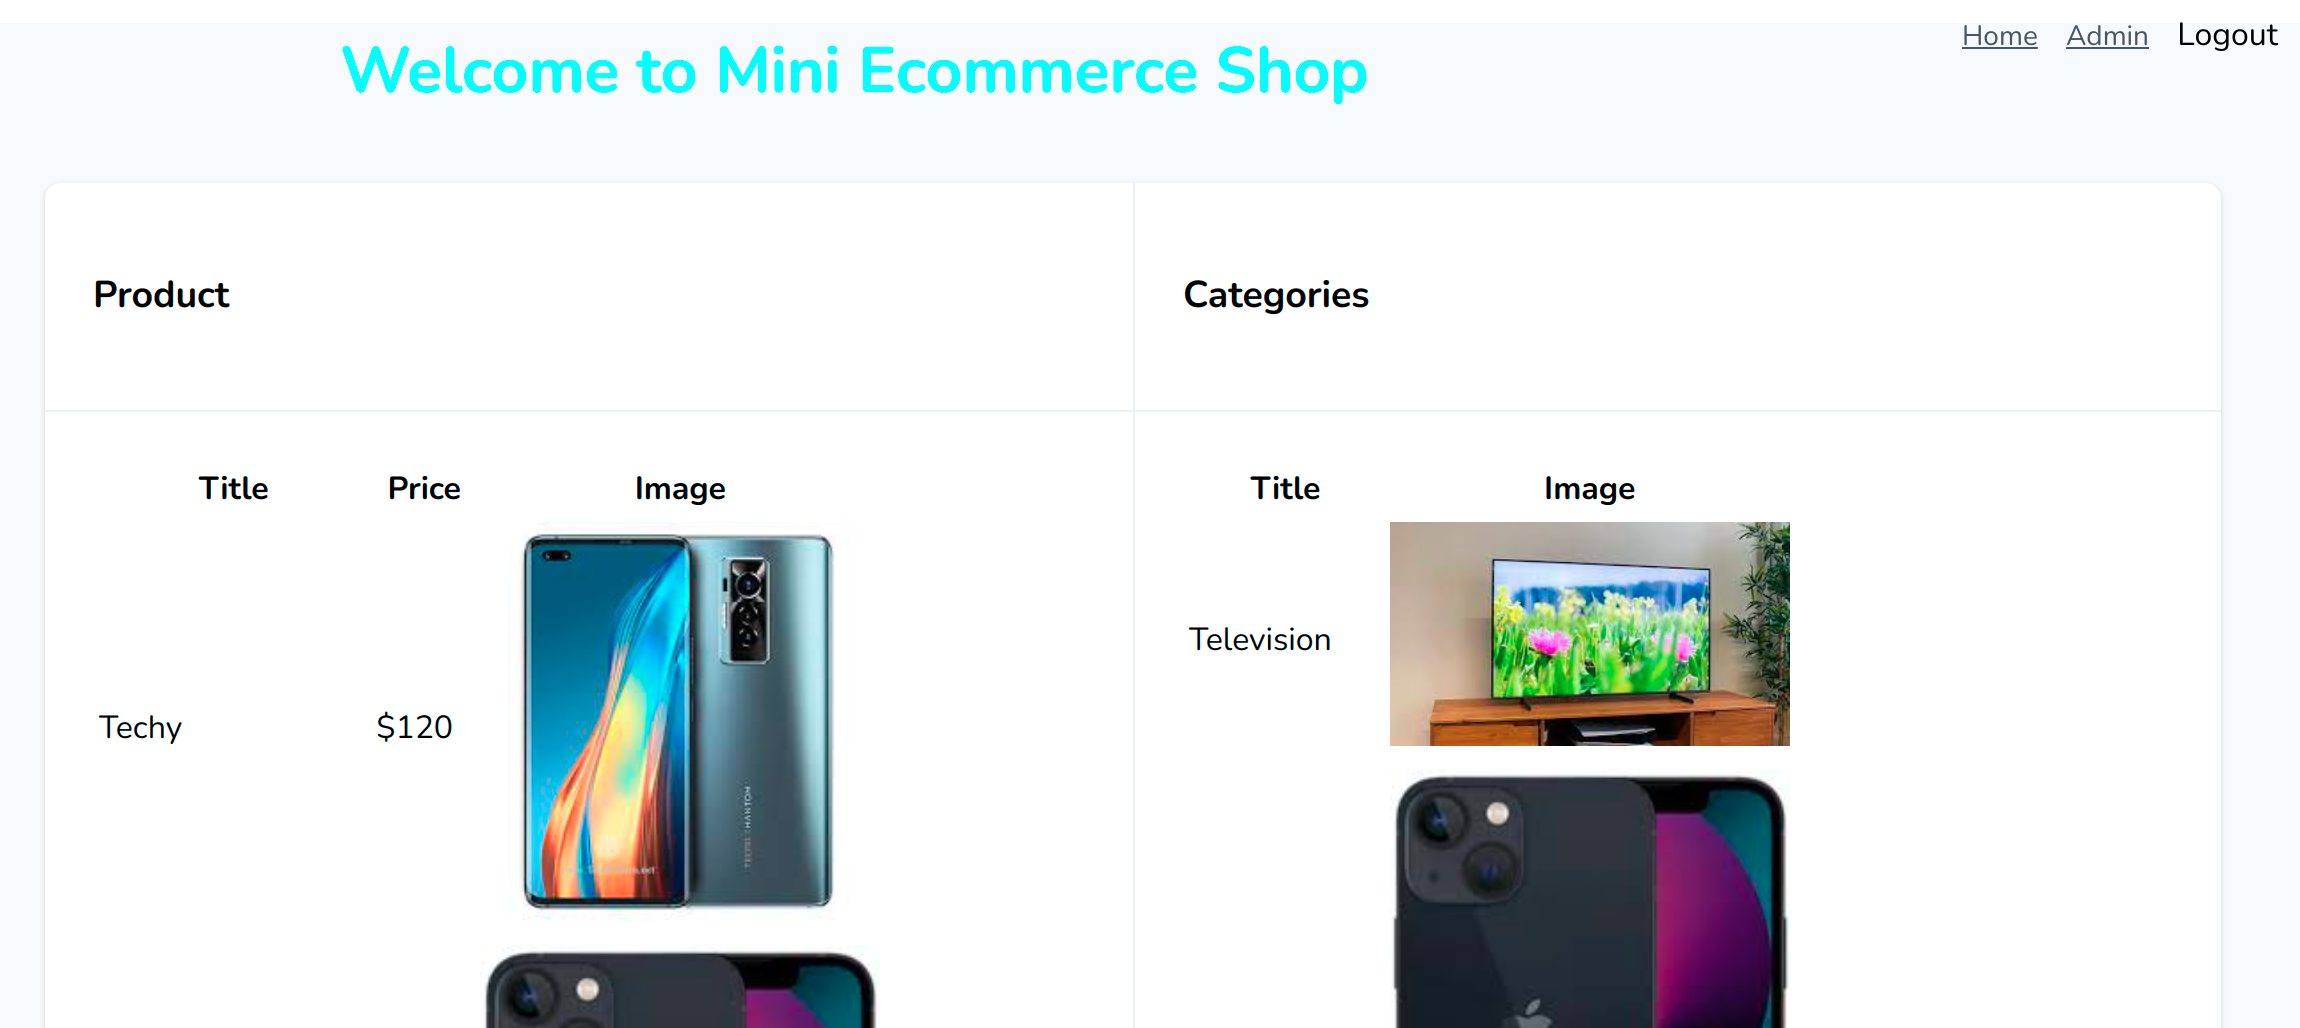 Home Admin Logout
Welcome to Mini Ecommerce Shop
Product
Categories
Title Price Image
Techy $120
Title Image
Television